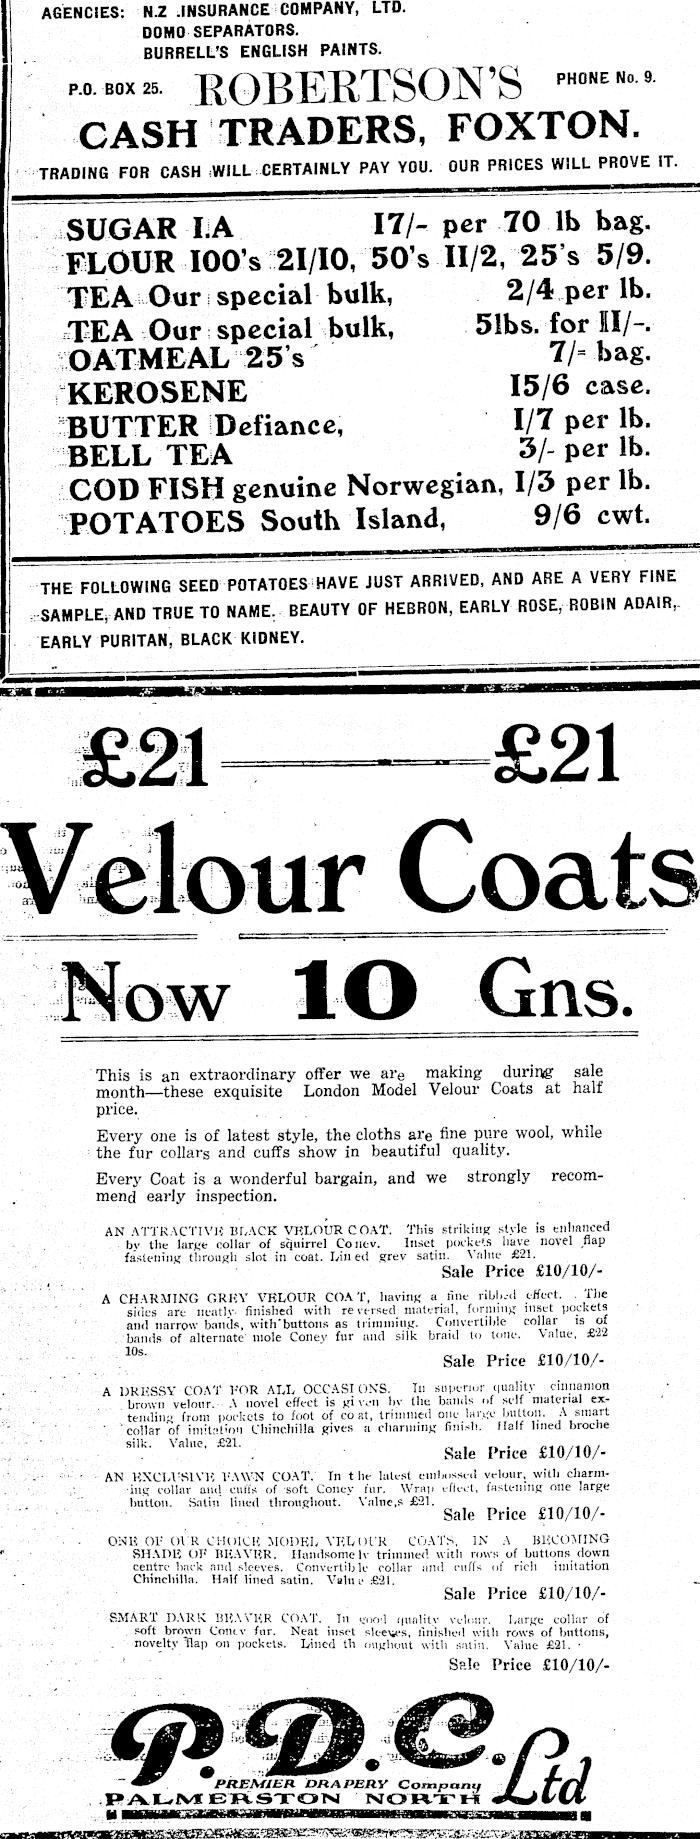 AGENCIES: N.Z. INSURANCE COMPANY, LTD.
DOMO SEPARATORS.
BURRELL'S ENGLISH PAINTS.
P.O. BOX 25. ROBERTSON'S PHONE No. 9.
CASH TRADERS, FOXTON.
TRADING FOR CASH WILL CERTAINLY PAY YOU. OUR PRICES WILL PROVE IT.
SUGAR I.A 17/- per 70 lb bag.
FLOUR 100's 21/10, 50's 11/2, 25's 5/9.
TEA Our special bulk, 2/4 per lb.
TEA Our special bulk, 5lbs. for 11/-.
OATMEAL 25's 7/= bag.
KEROSENE 15/6 case.
BUTTER Defiance, 1/7 per lb.
BELL TEA 3/- per lb.
COD FISH genuine Norwegian, 1/3 per lb.
POTATOES South Island, 9/6 cwt.
THE FOLLOWING SEED POTATOES HAVE JUST ARRIVED, AND ARE A VERY FINE
SAMPLE, AND TRUE TO NAME. BEAUTY OF HEBRON, EARLY ROSE, ROBIN ADAIR,
EARLY PURITAN, BLACK KIDNEY.
£21 £21
Velour Coats
Now 10 Gns.
This is an extraordinary offer we are making during sale
month—these exquisite London Model Velour Coats at half
price.
Every one is of latest style, the cloths are fine pure wool, while
the fur collars and cuffs show in beautiful quality.
Every Coat is a wonderful bargain, and we strongly recom-
mend early inspection.
AN ATTRACTIVE BLACK VELOUR COAT. This striking style is enhanced
by the large collar of squirrel Coney. Inset pockets have novel flap
fastening through slot in coat. Lined grey satin. Value £21.
Sale Price £10/10/-
A CHARMING GREY VELOUR COAT, having a fine ribbed effect. The
sides are neatly finished with reversed material, forming inset pockets
and narrow bands, with buttons as trimming. Convertible collar is of
bands of alternate mole Coney fur and silk braid to tone. Value, £22
10s.
Sale Price £10/10/-
A DRESSY COAT FOR ALL OCCASIONS. In superior quality cinnamon
brown velour. A novel effect is given by the bands of self material ex-
tending from pockets to foot of coat, trimmed one large button. A smart
collar of imitation Chinchilla gives a charming finish. Half lined broche
silk. Value, £21.
Sale Price £10/10/-
AN EXCLUSIVE FAWN COAT. In the latest embossed velour, with charm-
ing collar and cuffs of soft Coney fur. Wrap effect, fastening one large
button. Satin lined throughout. Value,s £21.
Sale Price £10/10/-
ONE OF OUR CHOICE MODEL VELOUR COATS, IN A BECOMING
SHADE OF BEAVER. Handsomely trimmed with rows of buttons down
centre back and sleeves. Convertible collar and cuffs of rich imitation
Chinchilla. Half lined satin. Value £21.
Sale Price £10/10/-
SMART DARK BEAVER COAT. In good quality velour. Large collar of
soft brown Coney fur. Neat inset sleeves, finished with rows of buttons,
novelty flap on pockets. Lined th oughout with satin. Value £21.
Sale Price £10/10/-
P.D.C. Ltd
PREMIER DRAPERY Company
PALMERSTON NORTH